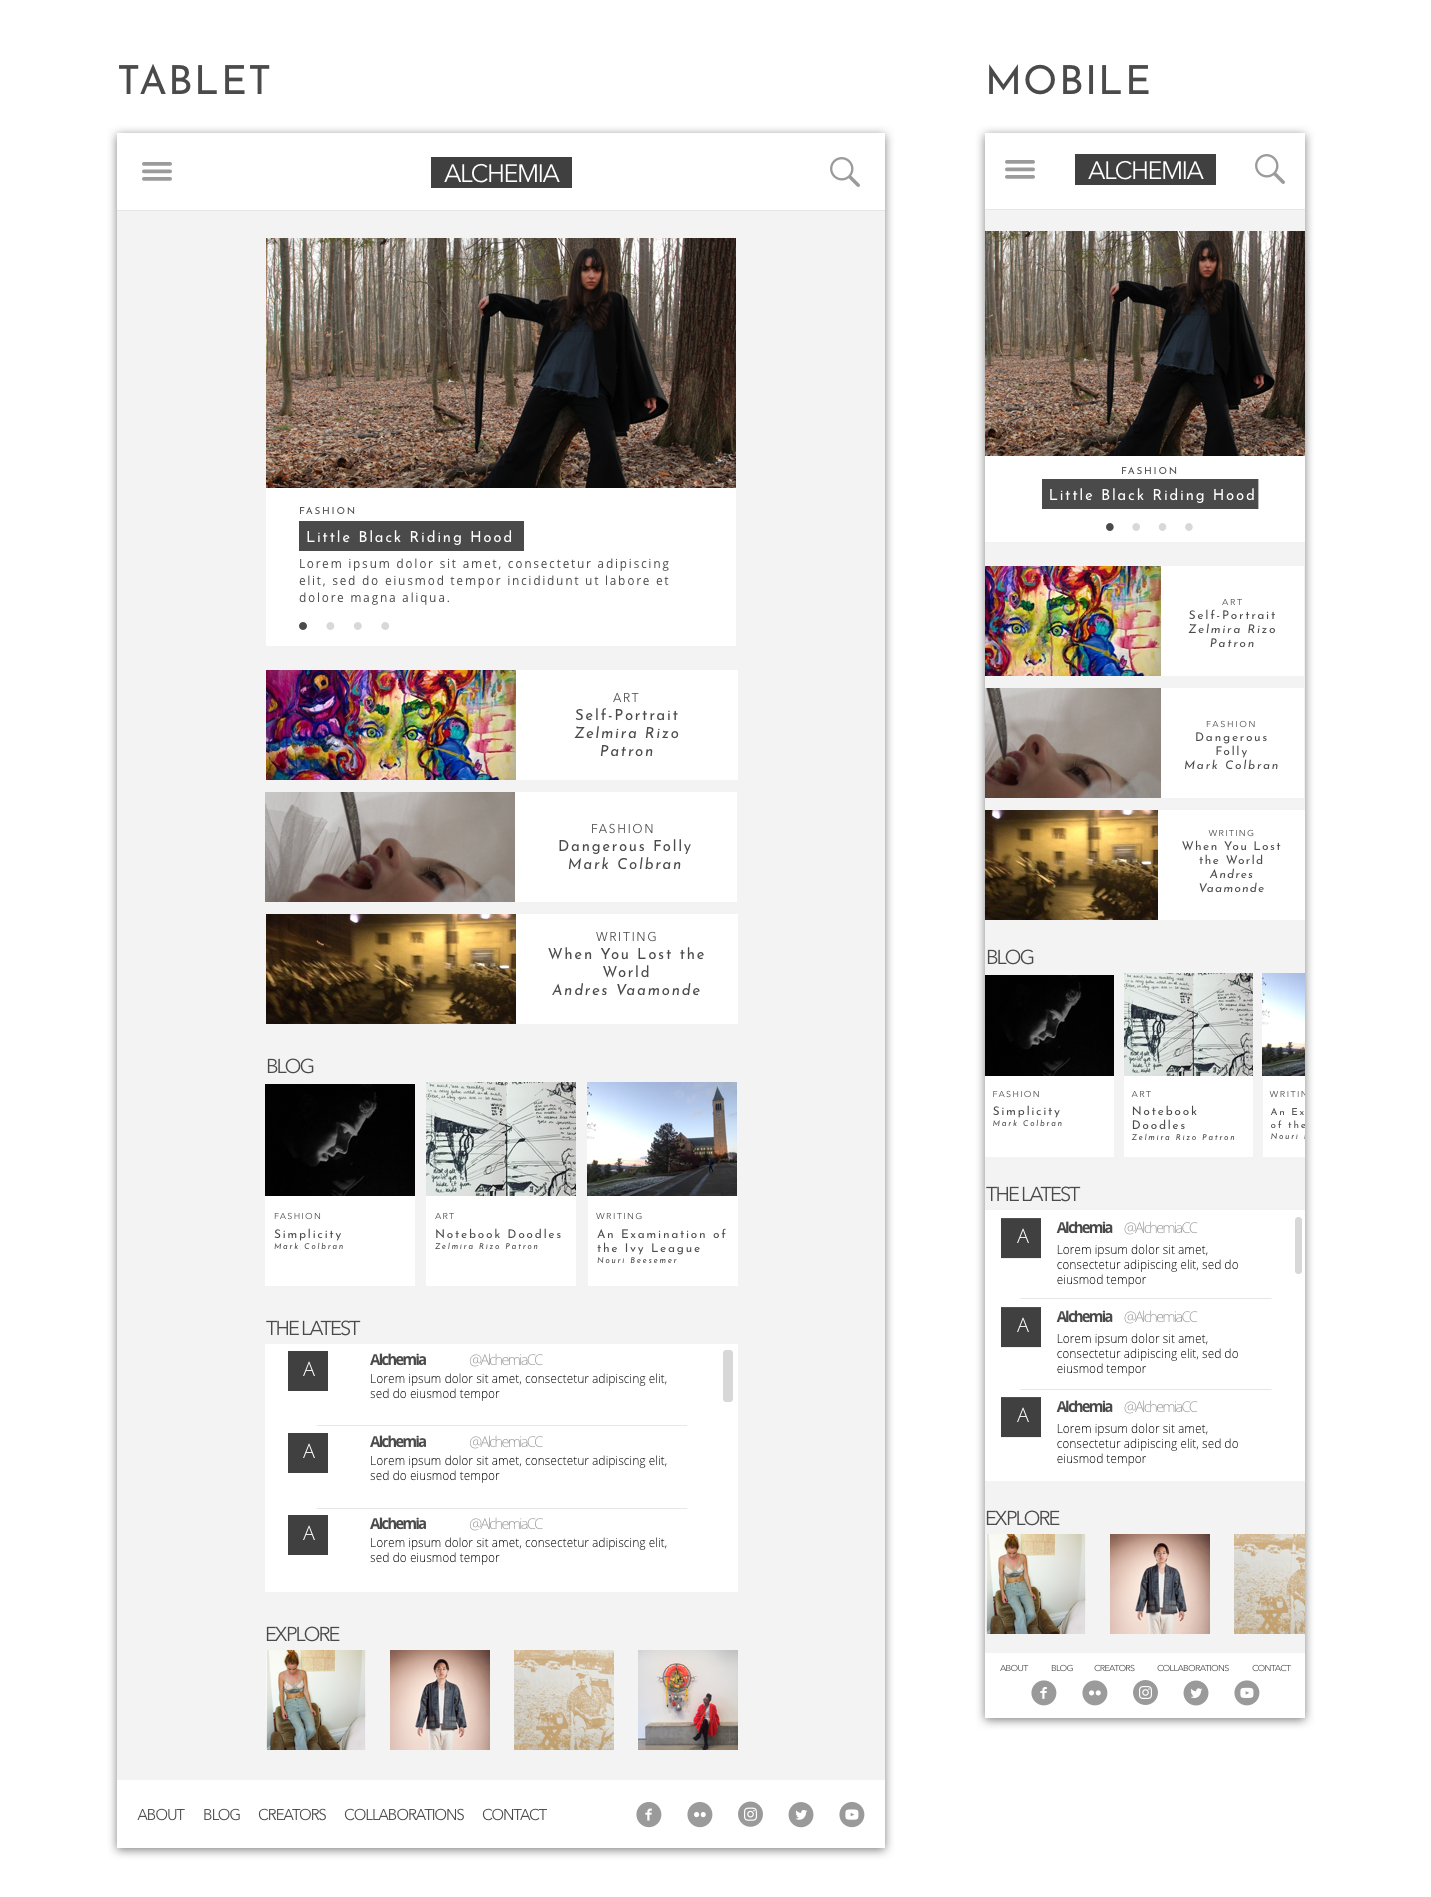 TABLET
ALCHEMIA
FASHION
Little Black Riding Hood
Lorem ipsum dolor sit amet, consectetur adipiscing
elit, sed do eiusmod tempor incididunt ut labore et
dolore magna aliqua.
ART
Self-Portrait
Zelmira Rizo
Patron
FASHION
Dangerous Folly
Mark Colbran
WRITING
When You Lost the
World
Andres Vaamonde
BLOG
FASHION
Simplicity
Mark Colbran
ART
Notebook Doodles
Zelmira Rizo Patron
WRITING
An Examination of
the Ivy League
Nouri Beesemer
THE LATEST
A
Alchemia @AlchemiaCC
Lorem ipsum dolor sit amet, consectetur adipiscing elit,
sed do eiusmod tempor
A
Alchemia @AlchemiaCC
Lorem ipsum dolor sit amet, consectetur adipiscing elit,
sed do eiusmod tempor
A
Alchemia @AlchemiaCC
Lorem ipsum dolor sit amet, consectetur adipiscing elit,
sed do eiusmod tempor
EXPLORE
ABOUT BLOG CREATORS COLLABORATIONS CONTACT
MOBILE
ALCHEMIA
FASHION
Little Black Riding Hood
ART
Self-Portrait
Zelmira Rizo
Patron
FASHION
Dangerous
Folly
Mark Colbran
WRITING
When You Lost
the World
Andres
Vaamonde
BLOG
FASHION
Simplicity
Mark Colbran
ART
Notebook
Doodles
Zelmira Rizo Patron
WRITIN
An Ex
of the
Nouri
THE LATEST
A
Alchemia @AlchemiaCC
Lorem ipsum dolor sit amet,
consectetur adipiscing elit, sed do
eiusmod tempor
A
Alchemia @AlchemiaCC
Lorem ipsum dolor sit amet,
consectetur adipiscing elit, sed do
eiusmod tempor
A
Alchemia @AlchemiaCC
Lorem ipsum dolor sit amet,
consectetur adipiscing elit, sed do
eiusmod tempor
EXPLORE
ABOUT BLOG CREATORS COLLABORATIONS CONTACT